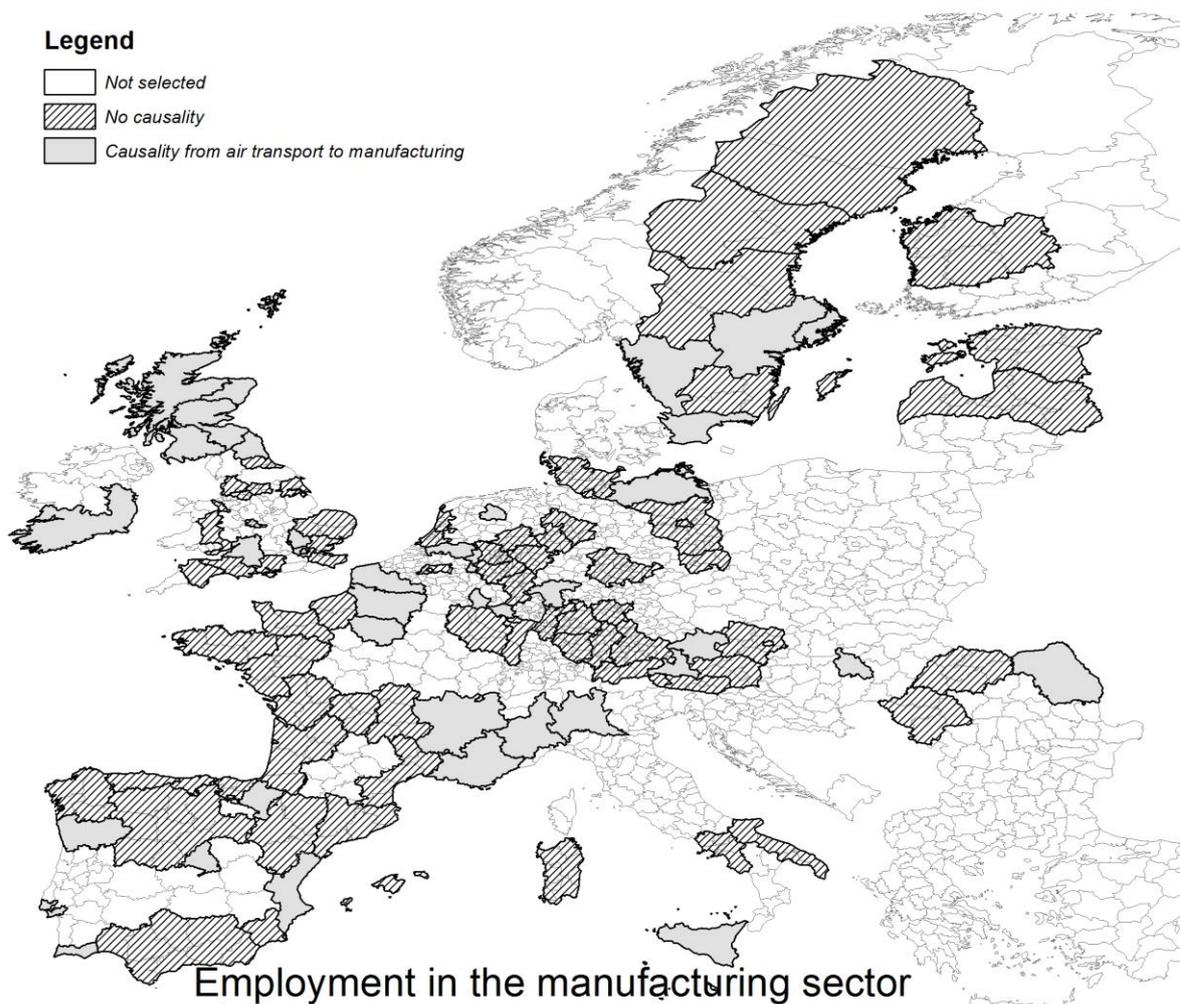 Legend
Not selected
No causality
Causality from air transport to manufacturing
Employment in the manufacturing sector